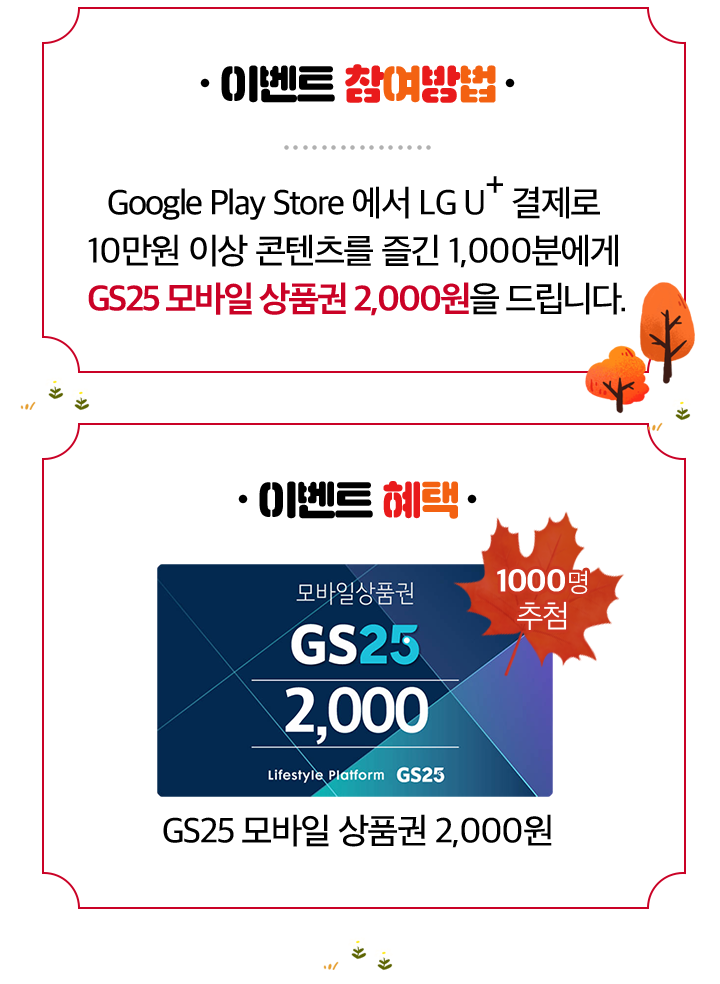 · 이벤트 참여방법 ·
Google Play Store 에서 LG U+ 결제로
10만원 이상 콘텐츠를 즐긴 1,000분에게
GS25 모바일 상품권 2,000원을 드립니다.
· 이벤트 혜택 ·
1000명
추첨
모바일상품권
GS25
2,000
Lifestyle Platform GS25
GS25 모바일 상품권 2,000원